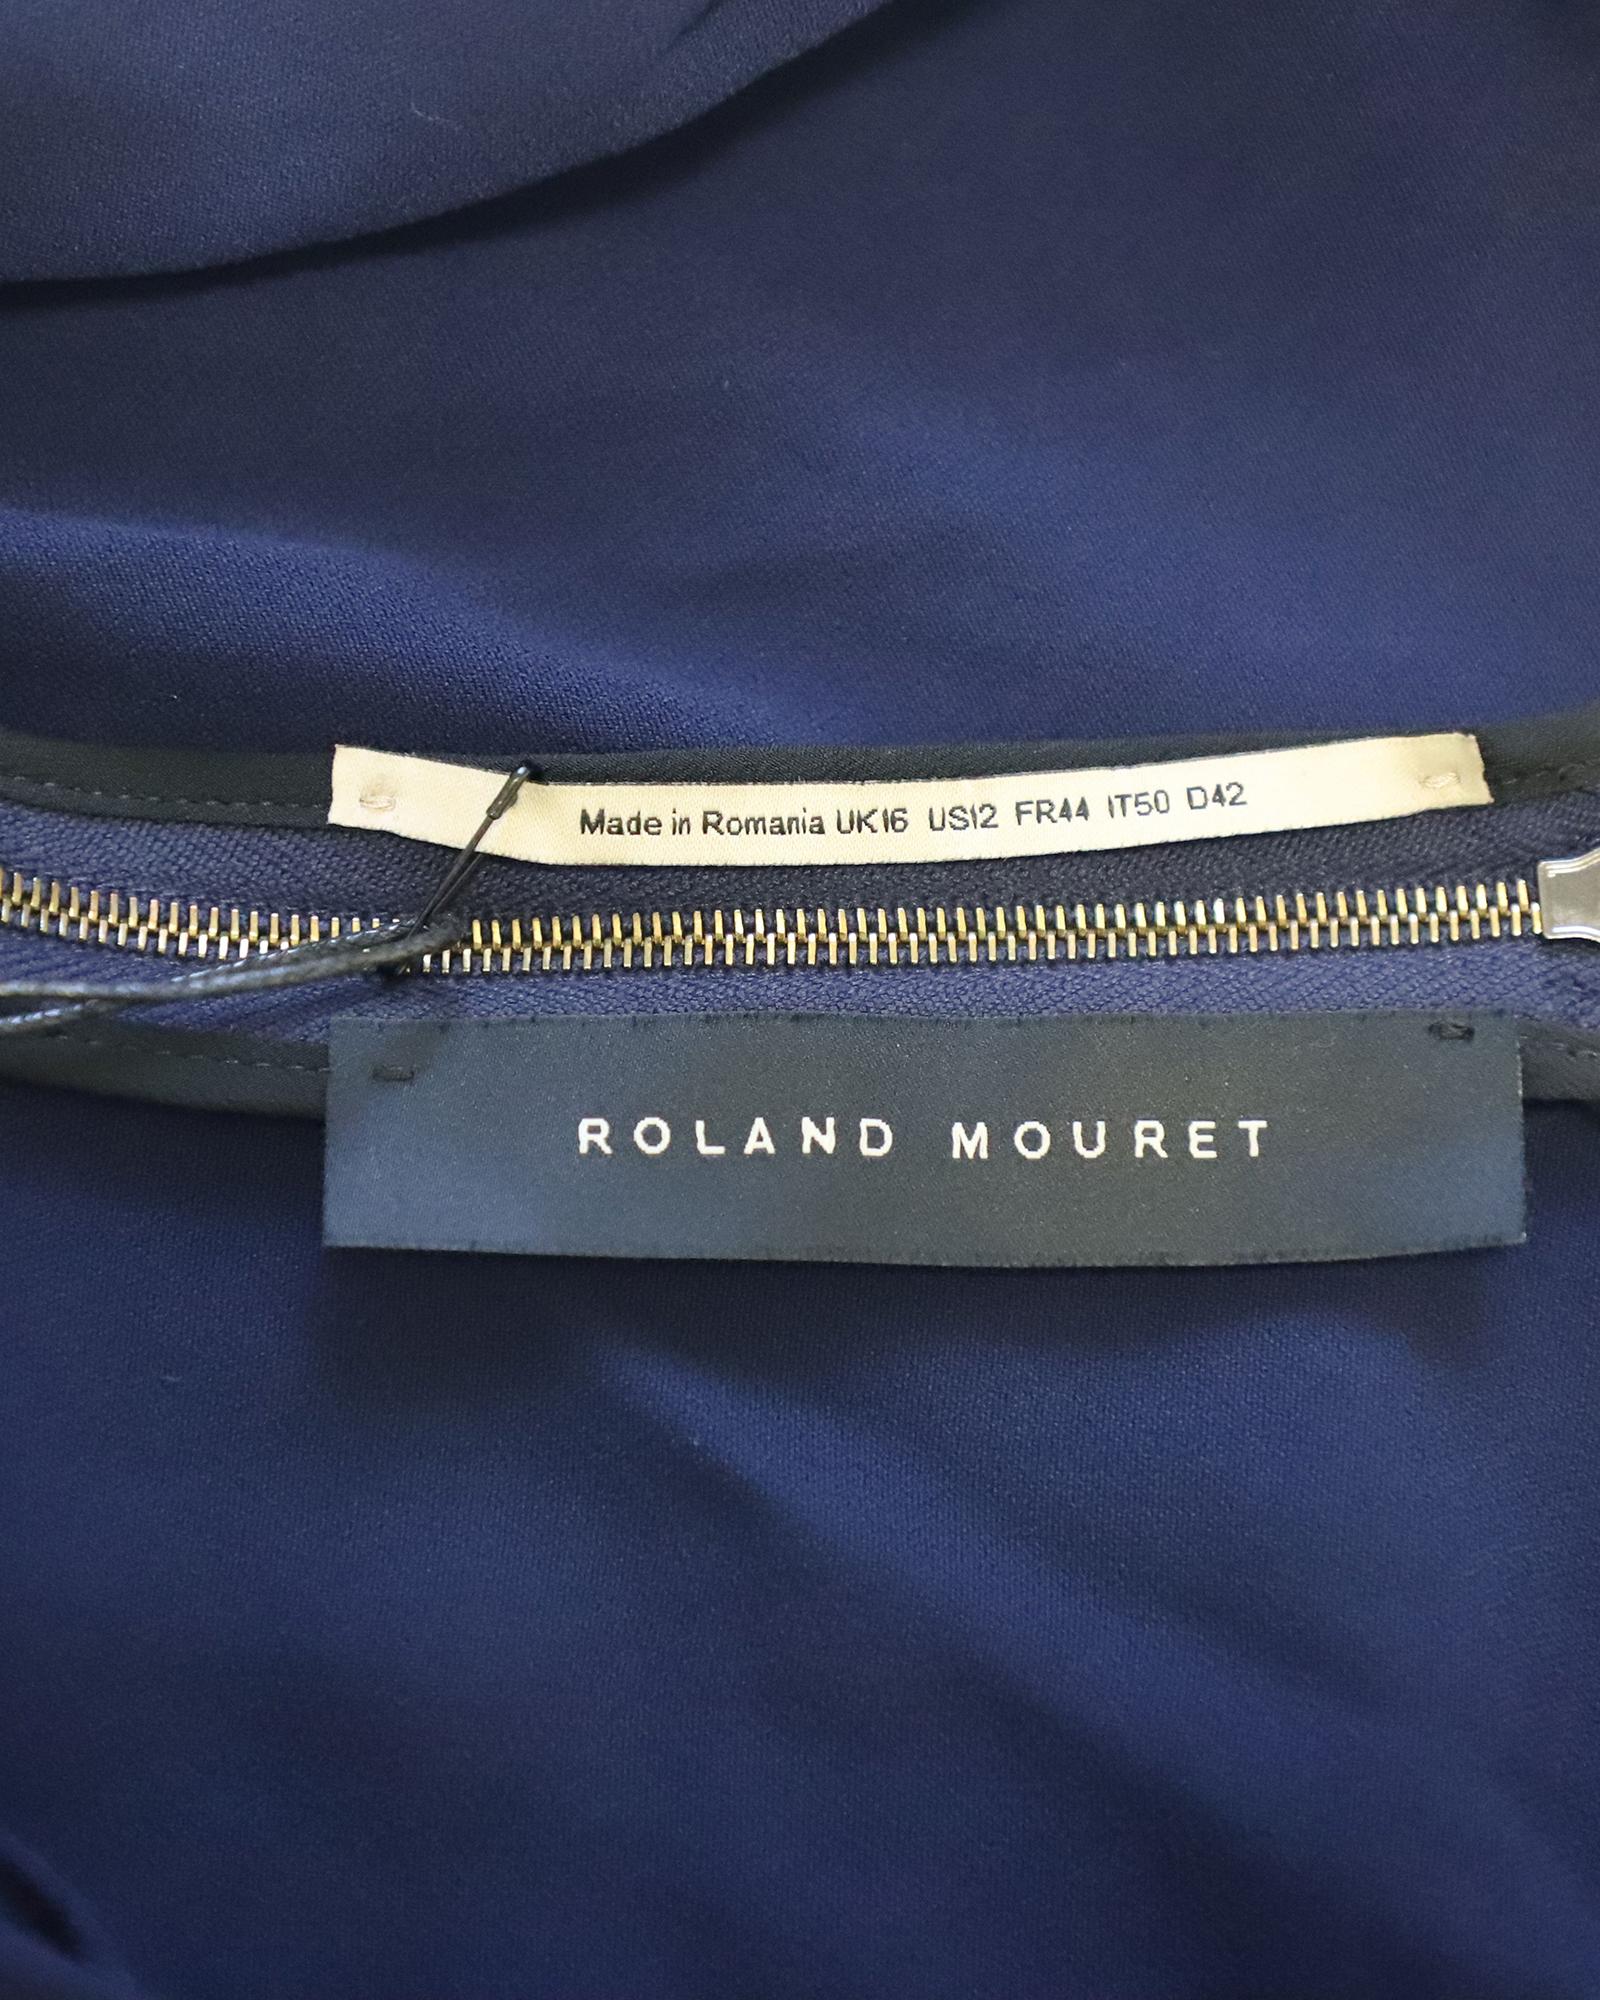 Made in Romania UK16 US12 FR44 IT50 D42
ROLAND MOURET